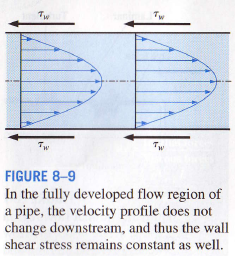 τw τw
τw τw
FIGURE 8–9
In the fully developed flow region of
a pipe, the velocity profile does not
change downstream, and thus the wall
shear stress remains constant as well.